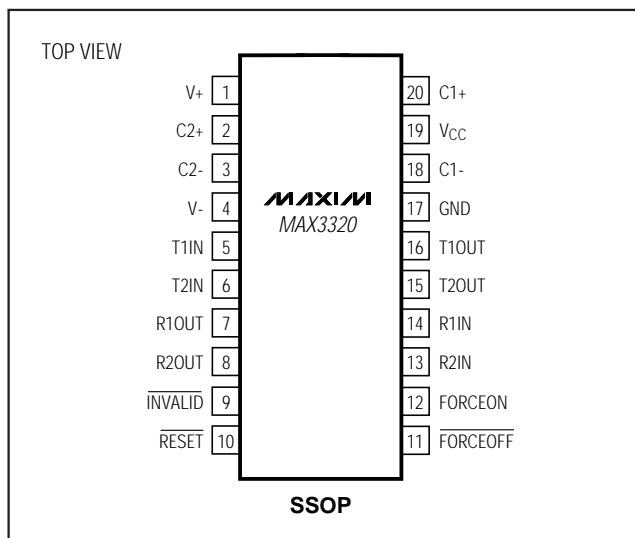 TOP VIEW
V+ 1 20 C1+
C2+ 2 19 VCC
C2- 3 18 C1-
V- 4 17 GND
MAXIM
MAX3320
T1IN 5 16 T1OUT
T2IN 6 15 T2OUT
R1OUT 7 14 R1IN
R2OUT 8 13 R2IN
INVALID 9 12 FORCEON
RESET 10 11 FORCEOFF
SSOP